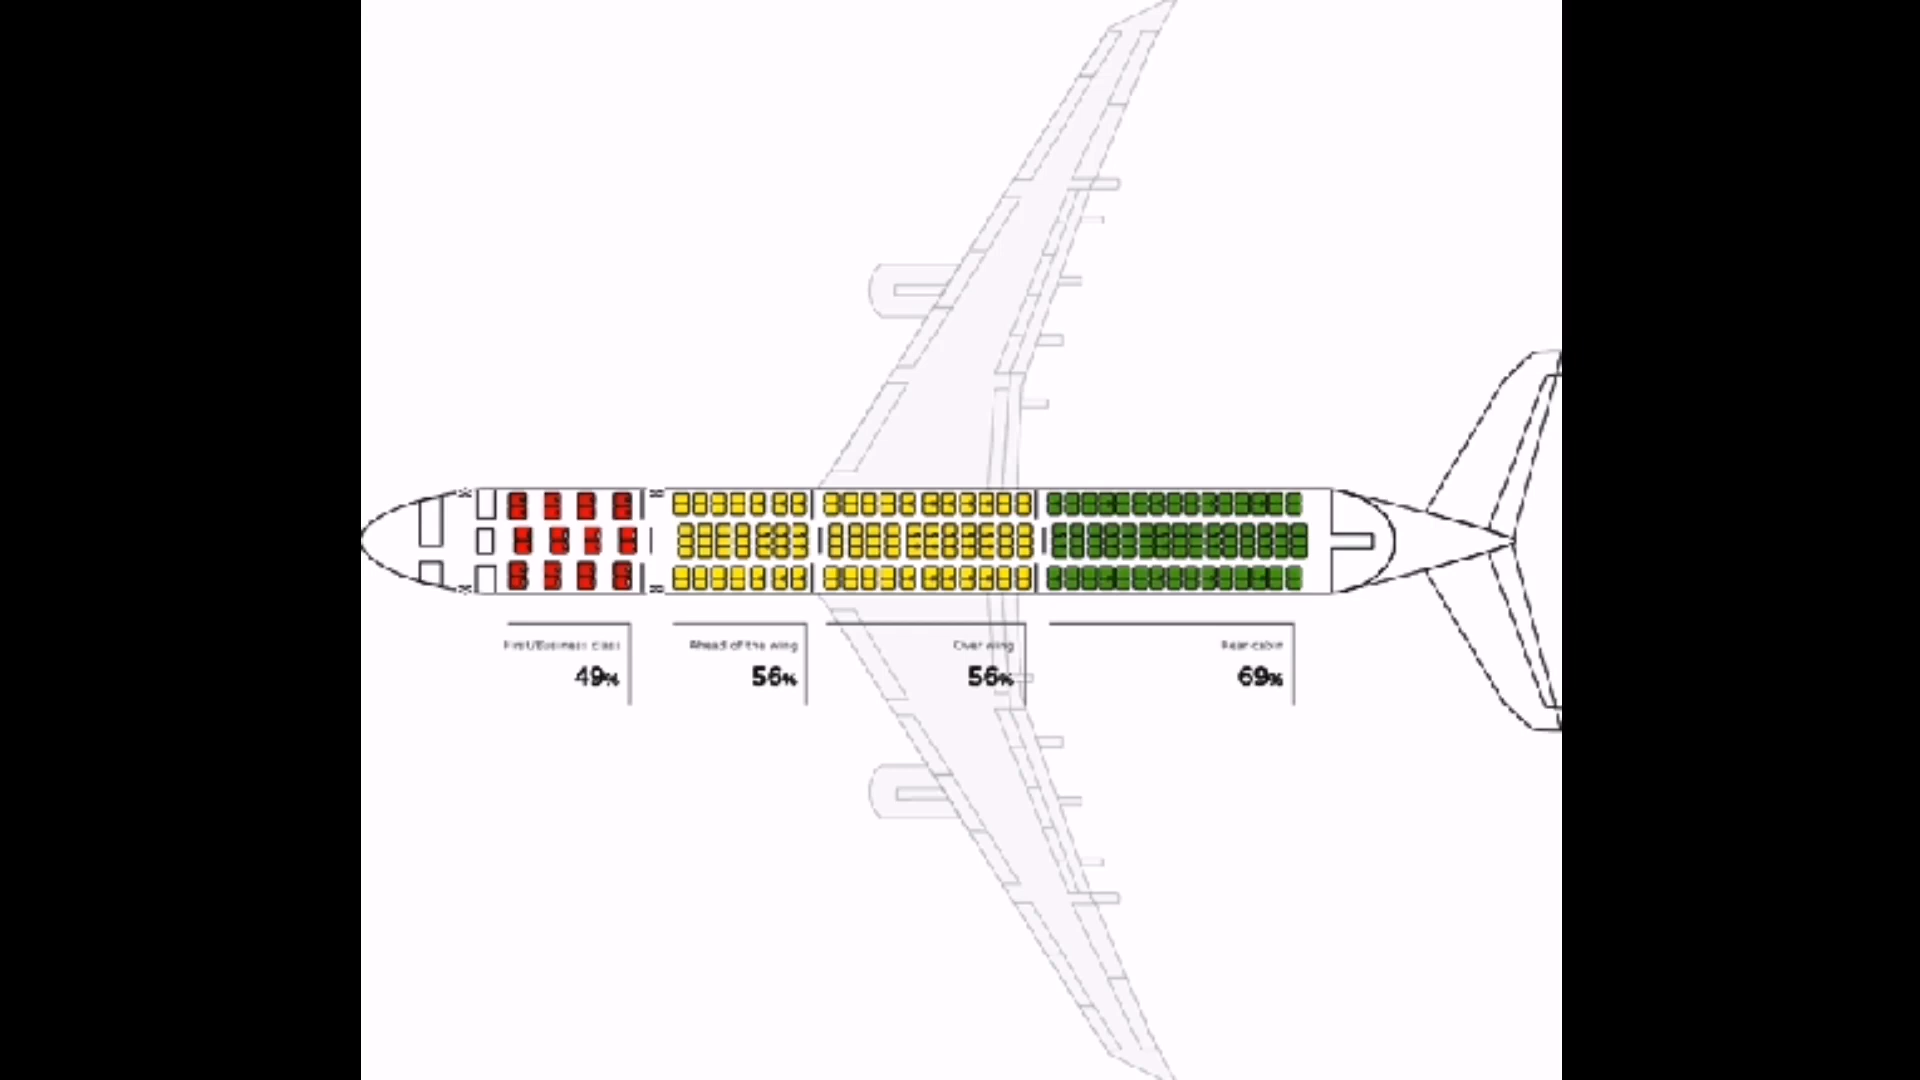 First/Business class
49%
Ahead of the wing
56%
Over wing
56%
Rear cabin
69%